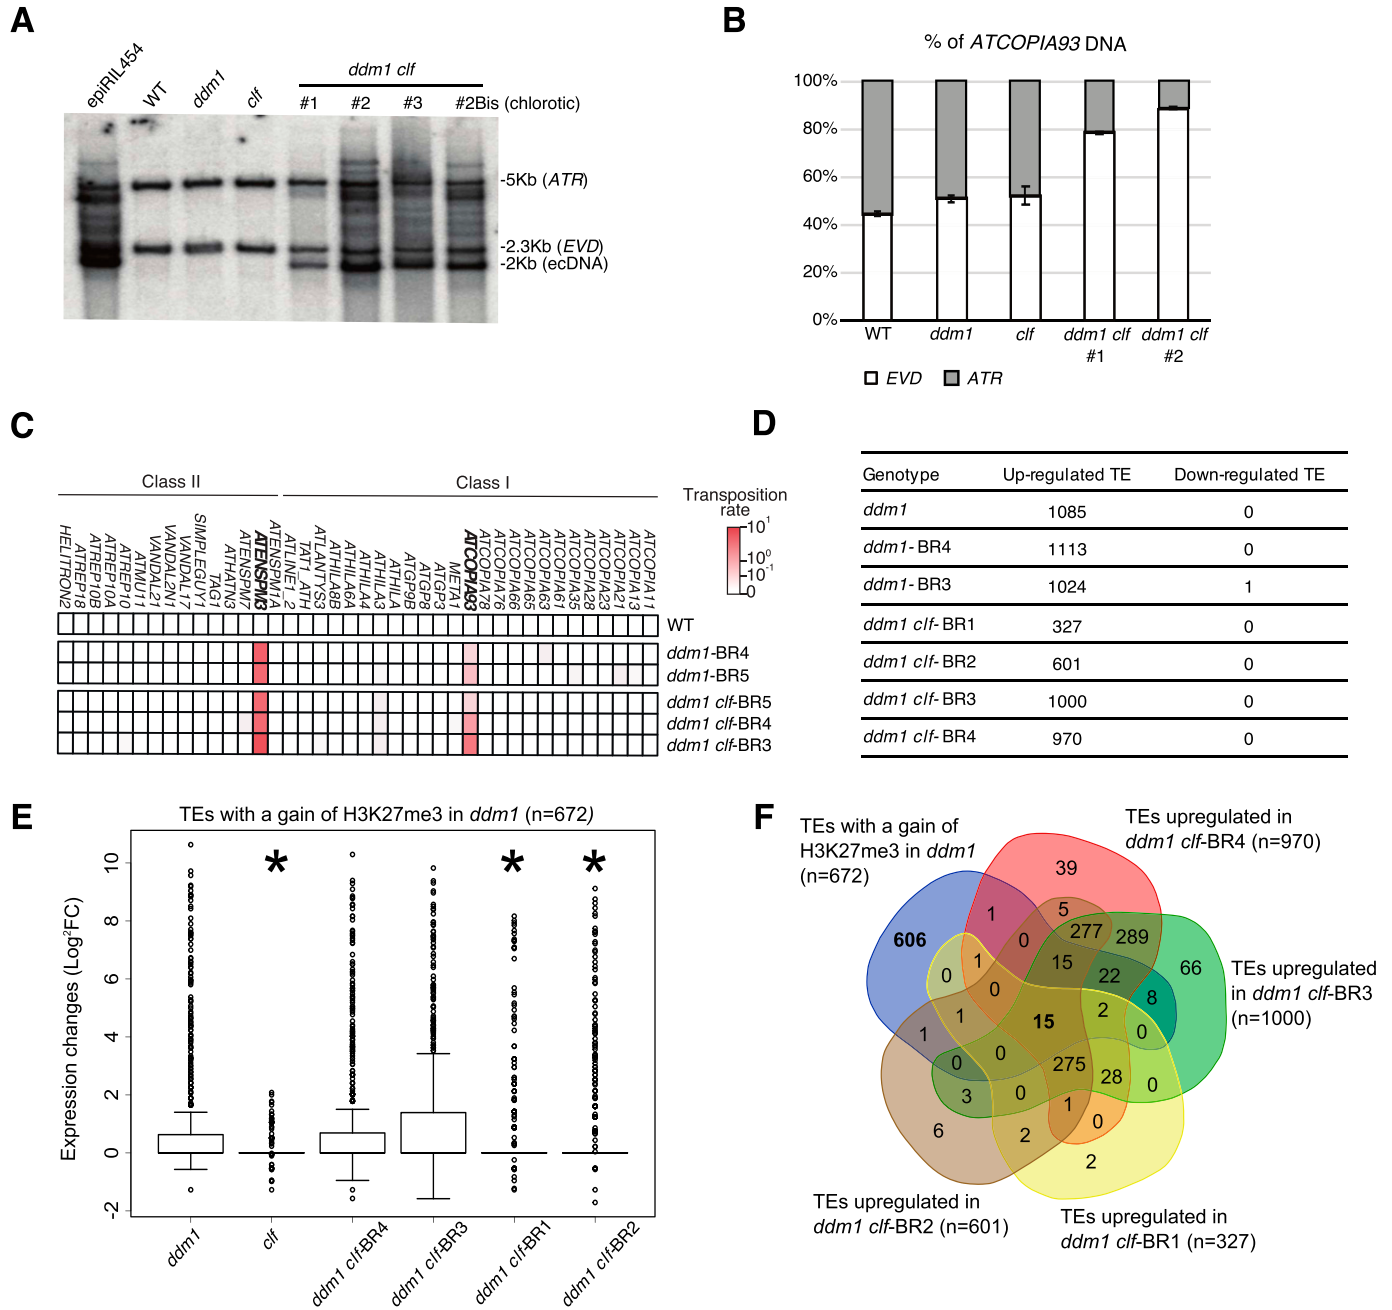 A
epiRIL454
WT
ddm1
clf
ddm1 clf
#1
#2
#3
#2Bis (chlorotic)
-5Kb (ATR)
-2.3Kb (EVD)
-2Kb (ecDNA)
B
% of ATCOPIA93 DNA
100%
80%
60%
40%
20%
0%
WT
ddm1
clf
ddm1 clf #1
ddm1 clf #2
EVD
ATR
C
Class II
Class I
HELITRON2
ATREP18
ATREP10B
ATREP10A
ATREP10
ATMU11
VANDAL21
VANDAL2N1
VANDAL17
SIMPLEGUY1
TAG1
ATHATN3
ATENSPM7
ATENSPM3
ATENSPM1A
ATLINE1_2
TAT1_ATH
ATLANTYS3
ATHILA8B
ATHILA6A
ATHILA4
ATHILA3
ATHILA
ATGP9B
ATGP8
ATGP3
META1
ATCOPIA93
ATCOPIA78
ATCOPIA76
ATCOPIA66
ATCOPIA65
ATCOPIA63
ATCOPIA61
ATCOPIA35
ATCOPIA28
ATCOPIA23
ATCOPIA21
ATCOPIA13
ATCOPIA11
Transposition
rate
10¹
10⁰
10⁻¹
0
WT
ddm1-BR4
ddm1-BR5
ddm1 clf-BR5
ddm1 clf-BR4
ddm1 clf-BR3
D
Genotype Up-regulated TE Down-regulated TE
ddm1 1085 0
ddm1-BR4 1113 0
ddm1-BR3 1024 1
ddm1 clf-BR1 327 0
ddm1 clf-BR2 601 0
ddm1 clf-BR3 1000 0
ddm1 clf-BR4 970 0
E
TEs with a gain of H3K27me3 in ddm1 (n=672)
Expression changes (Log²FC)
10
8
6
4
2
0
-2
*
*
*
ddm1
clf
ddm1 clf-BR4
ddm1 clf-BR3
ddm1 clf-BR1
ddm1 clf-BR2
F
TEs with a gain of
H3K27me3 in ddm1
(n=672)
TEs upregulated in
ddm1 clf-BR4 (n=970)
TEs upregulated
in ddm1 clf-BR3
(n=1000)
TEs upregulated in
ddm1 clf-BR2 (n=601)
TEs upregulated in
ddm1 clf-BR1 (n=327)
39
1
5
606
0
277
289
0
1
15
22
66
0
8
1
1
15
2
0
0
0
275
28
0
3
0
1
0
6
2
2